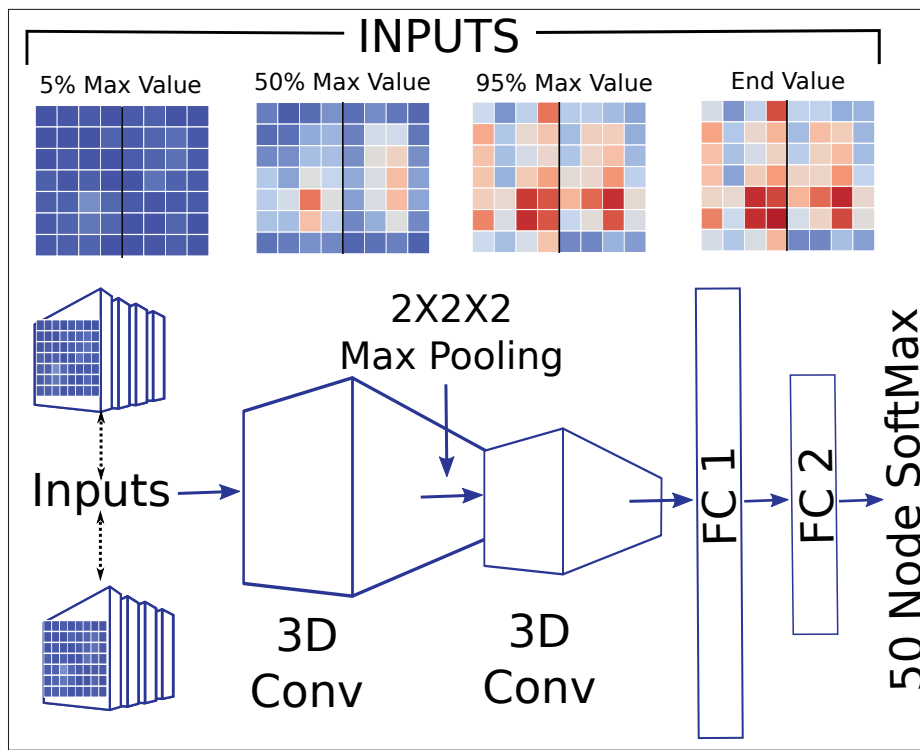 INPUTS
5% Max Value
50% Max Value
95% Max Value
End Value
2X2X2
Max Pooling
Inputs
3D
Conv
3D
Conv
FC 1
FC 2
50 Node SoftMax